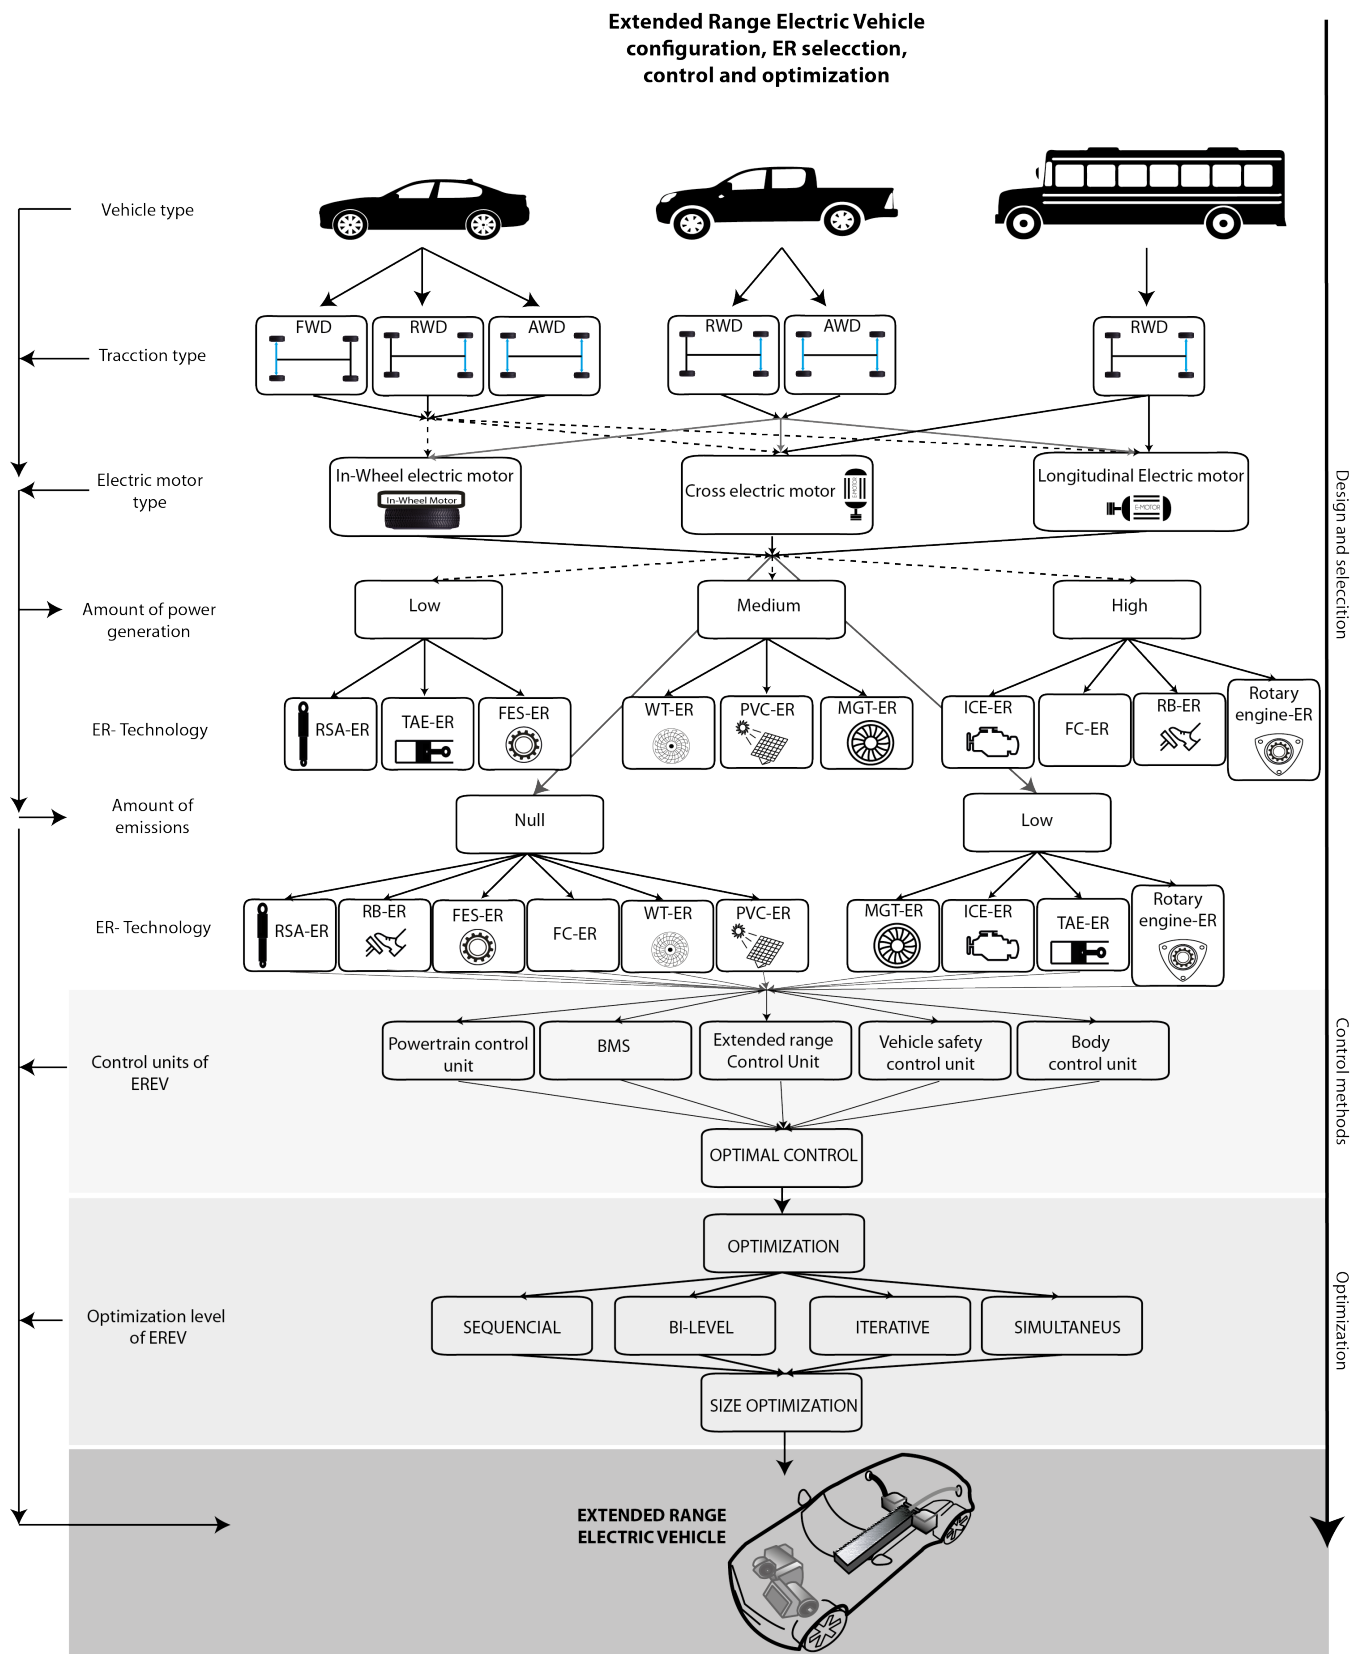 Extended Range Electric Vehicle
configuration, ER selecction,
control and optimization
Vehicle type
Tracction type
FWD
RWD
AWD
RWD
AWD
RWD
Electric motor
type
In-Wheel electric motor
In-Wheel Motor
Cross electric motor
E-MOTOR
Longitudinal Electric motor
E-MOTOR
Design and seleccition
Amount of power
generation
Low
Medium
High
ER- Technology
RSA-ER
TAE-ER
FES-ER
WT-ER
PVC-ER
MGT-ER
ICE-ER
FC-ER
RB-ER
Rotary
engine-ER
Amount of
emissions
Null
Low
ER- Technology
RSA-ER
RB-ER
FES-ER
FC-ER
WT-ER
PVC-ER
MGT-ER
ICE-ER
TAE-ER
Rotary
engine-ER
Control units of
EREV
Powertrain control
unit
BMS
Extended range
Control Unit
Vehicle safety
control unit
Body
control unit
Control methods
OPTIMAL CONTROL
OPTIMIZATION
Optimization level
of EREV
SEQUENCIAL
BI-LEVEL
ITERATIVE
SIMULTANEUS
Optimization
SIZE OPTIMIZATION
EXTENDED RANGE
ELECTRIC VEHICLE